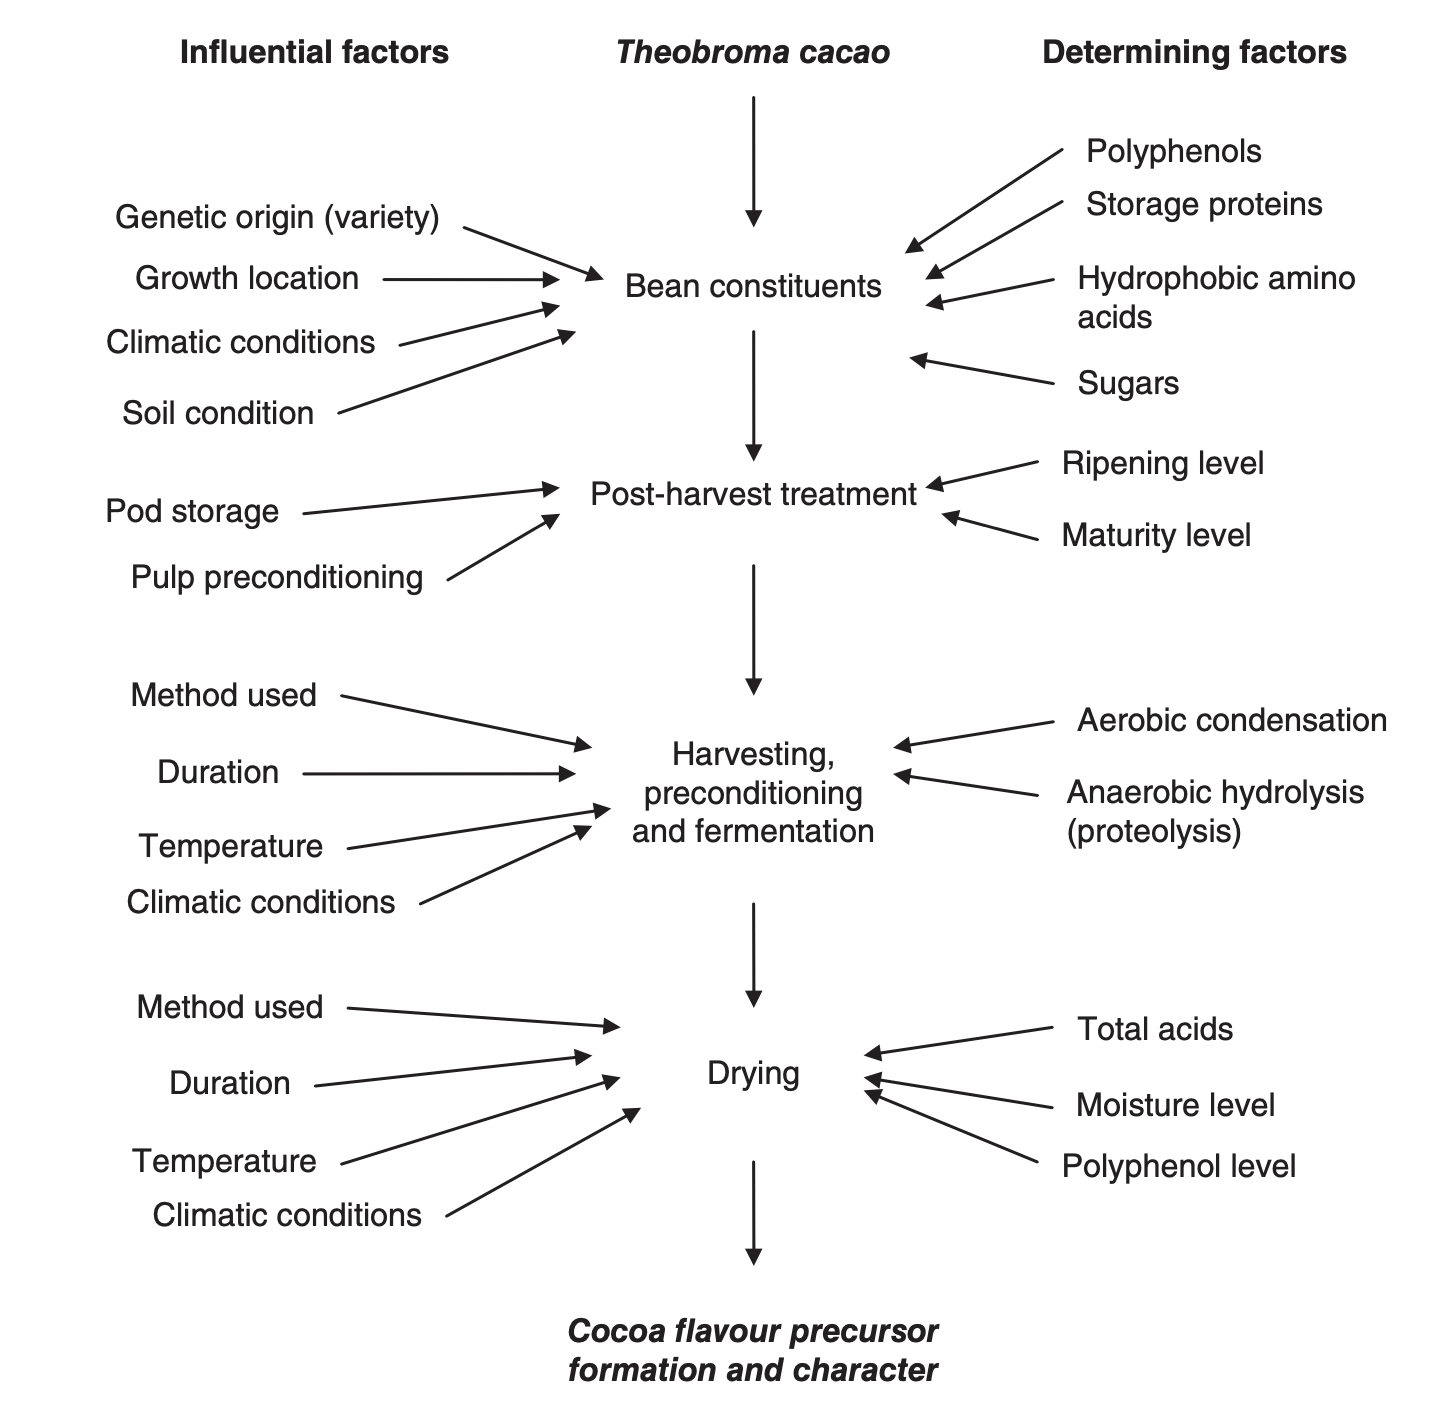 Influential factors
Theobroma cacao
Determining factors
Polyphenols
Storage proteins
Genetic origin (variety)
Growth location
Bean constituents
Hydrophobic amino
acids
Climatic conditions
Sugars
Soil condition
Ripening level
Post-harvest treatment
Pod storage
Maturity level
Pulp preconditioning
Method used
Aerobic condensation
Harvesting,
preconditioning
and fermentation
Duration
Anaerobic hydrolysis
(proteolysis)
Temperature
Climatic conditions
Method used
Total acids
Drying
Duration
Moisture level
Temperature
Polyphenol level
Climatic conditions
Cocoa flavour precursor
formation and character